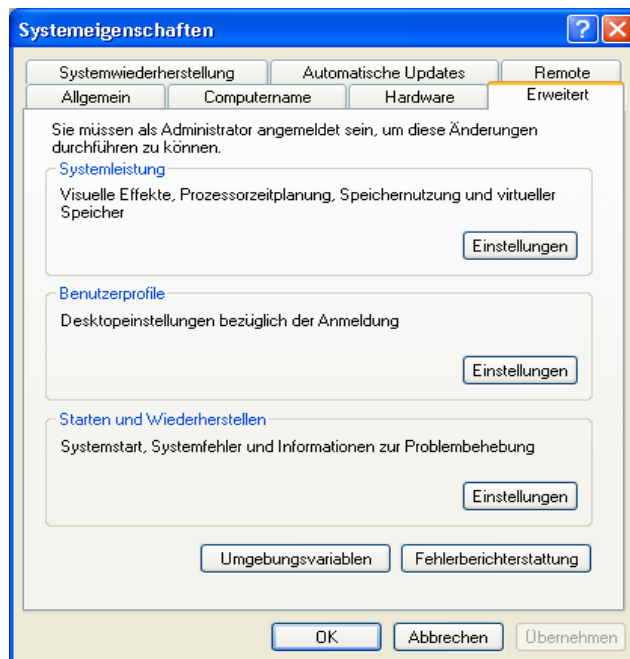 Systemeigenschaften
Systemwiederherstellung Automatische Updates Remote
Allgemein Computername Hardware Erweitert
Sie müssen als Administrator angemeldet sein, um diese Änderungen
durchführen zu können.
Systemleistung
Visuelle Effekte, Prozessorzeitplanung, Speichernutzung und virtueller
Speicher
Einstellungen
Benutzerprofile
Desktopeinstellungen bezüglich der Anmeldung
Einstellungen
Starten und Wiederherstellen
Systemstart, Systemfehler und Informationen zur Problembehebung
Einstellungen
Umgebungsvariablen Fehlerberichterstattung
OK Abbrechen Übernehmen